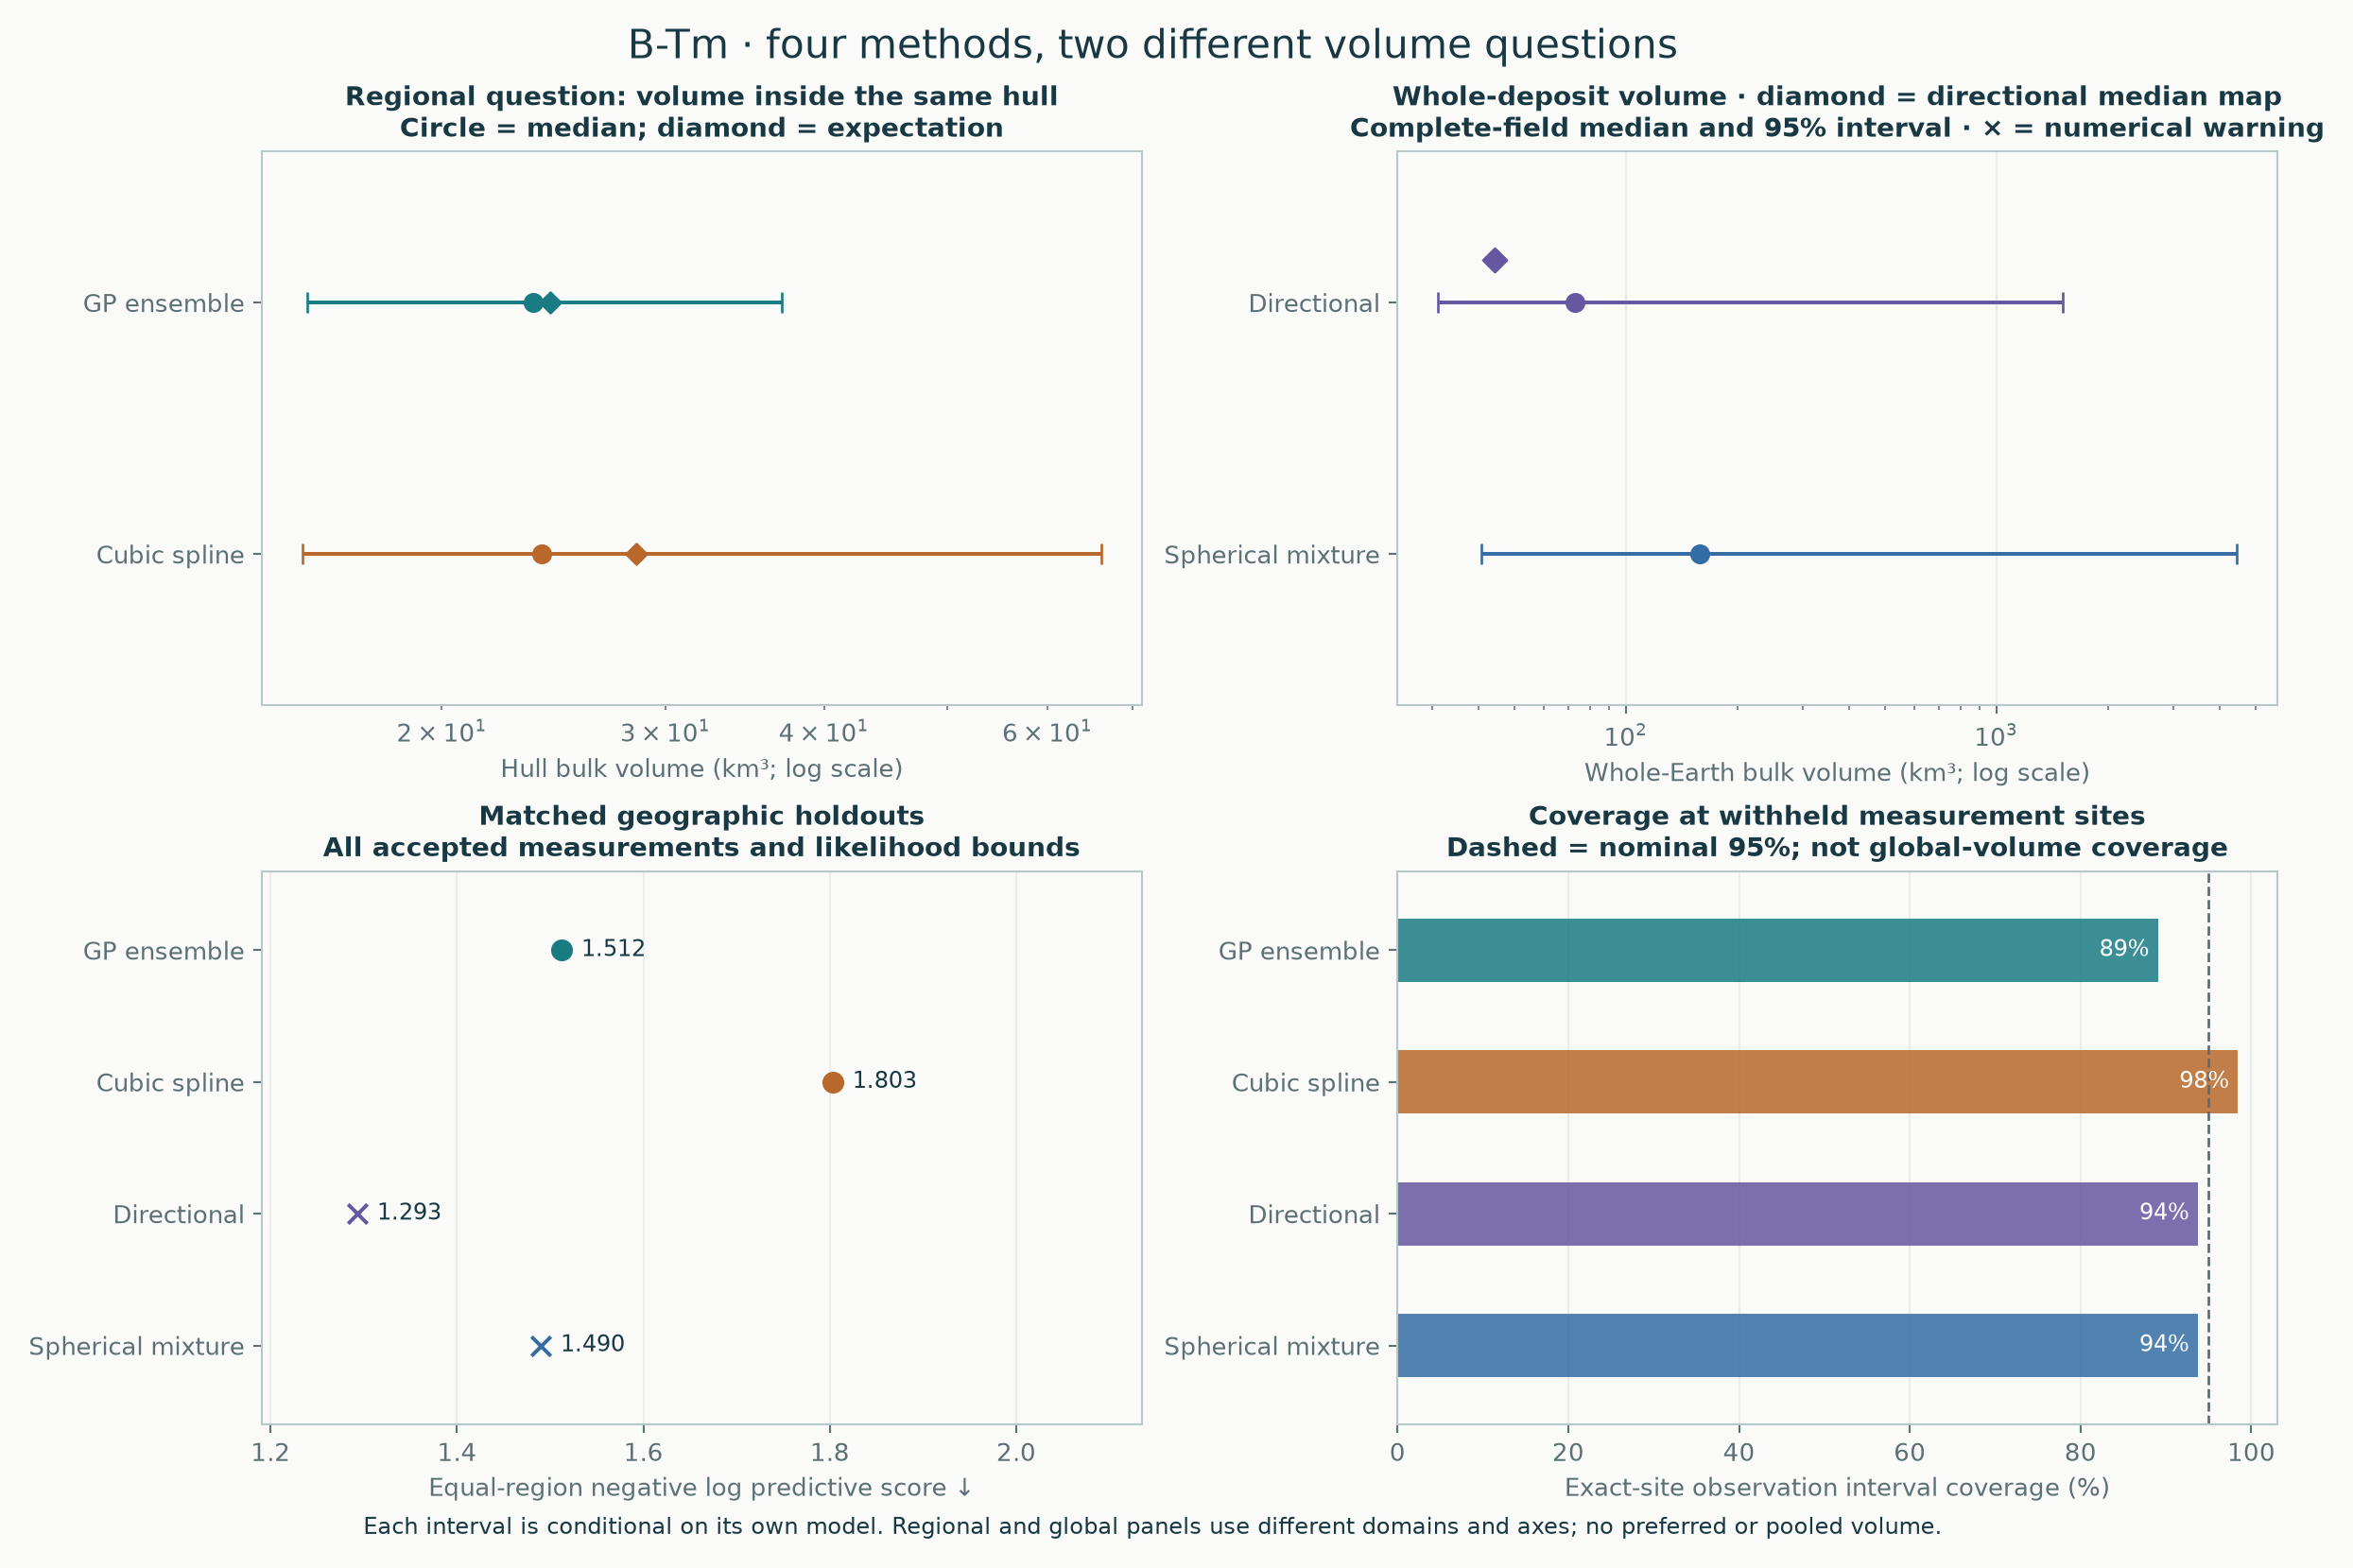 B-Tm · four methods, two different volume questions
Regional question: volume inside the same hull
Circle = median; diamond = expectation
GP ensemble
Cubic spline
2 × 10¹
3 × 10¹
4 × 10¹
6 × 10¹
Hull bulk volume (km³; log scale)
Whole-deposit volume · diamond = directional median map
Complete-field median and 95% interval · × = numerical warning
Directional
Spherical mixture
10²
10³
Whole-Earth bulk volume (km³; log scale)
Matched geographic holdouts
All accepted measurements and likelihood bounds
GP ensemble
1.512
Cubic spline
1.803
Directional
1.293
Spherical mixture
1.490
1.2
1.4
1.6
1.8
2.0
Equal-region negative log predictive score ↓
Coverage at withheld measurement sites
Dashed = nominal 95%; not global-volume coverage
GP ensemble
89%
Cubic spline
98%
Directional
94%
Spherical mixture
94%
0
20
40
60
80
100
Exact-site observation interval coverage (%)
Each interval is conditional on its own model. Regional and global panels use different domains and axes; no preferred or pooled volume.